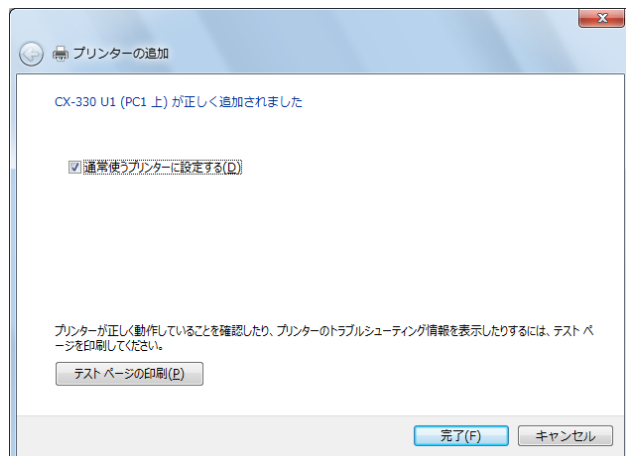 プリンターの追加
CX-330 U1 (PC1 上) が正しく追加されました
通常使うプリンターに設定する(D)
プリンターが正しく動作していることを確認したり、プリンターのトラブルシューティング情報を表示したりするには、テスト ペ
ージを印刷してください。
テスト ページの印刷(P)
完了(F) キャンセル